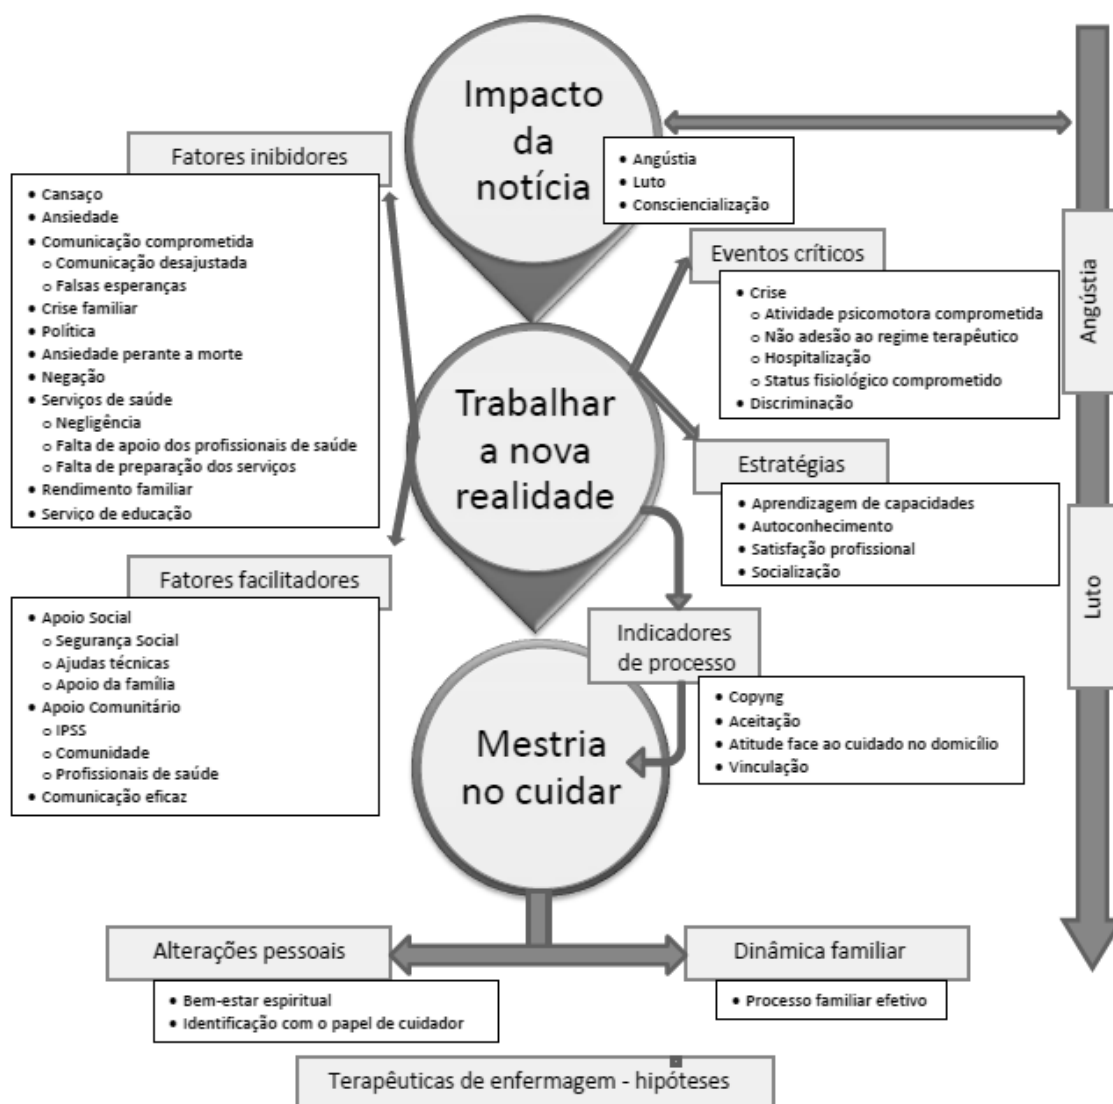 Impacto
da
notícia
• Angústia
• Luto
• Consciencialização
Fatores inibidores
• Cansaço
• Ansiedade
• Comunicação comprometida
o Comunicação desajustada
o Falsas esperanças
• Crise familiar
• Política
• Ansiedade perante a morte
• Negação
• Serviços de saúde
o Negligência
o Falta de apoio dos profissionais de saúde
o Falta de preparação dos serviços
• Rendimento familiar
• Serviço de educação
Eventos críticos
• Crise
o Atividade psicomotora comprometida
o Não adesão ao regime terapêutico
o Hospitalização
o Status fisiológico comprometido
• Discriminação
Trabalhar
a nova
realidade
Estratégias
• Aprendizagem de capacidades
• Autoconhecimento
• Satisfação profissional
• Socialização
Fatores facilitadores
• Apoio Social
o Segurança Social
o Ajudas técnicas
o Apoio da família
• Apoio Comunitário
o IPSS
o Comunidade
o Profissionais de saúde
• Comunicação eficaz
Indicadores
de processo
• Copyng
• Aceitação
• Atitude face ao cuidado no domicílio
• Vinculação
Mestria
no cuidar
Angústia
Luto
Alterações pessoais
• Bem-estar espiritual
• Identificação com o papel de cuidador
Dinâmica familiar
• Processo familiar efetivo
Terapêuticas de enfermagem - hipóteses